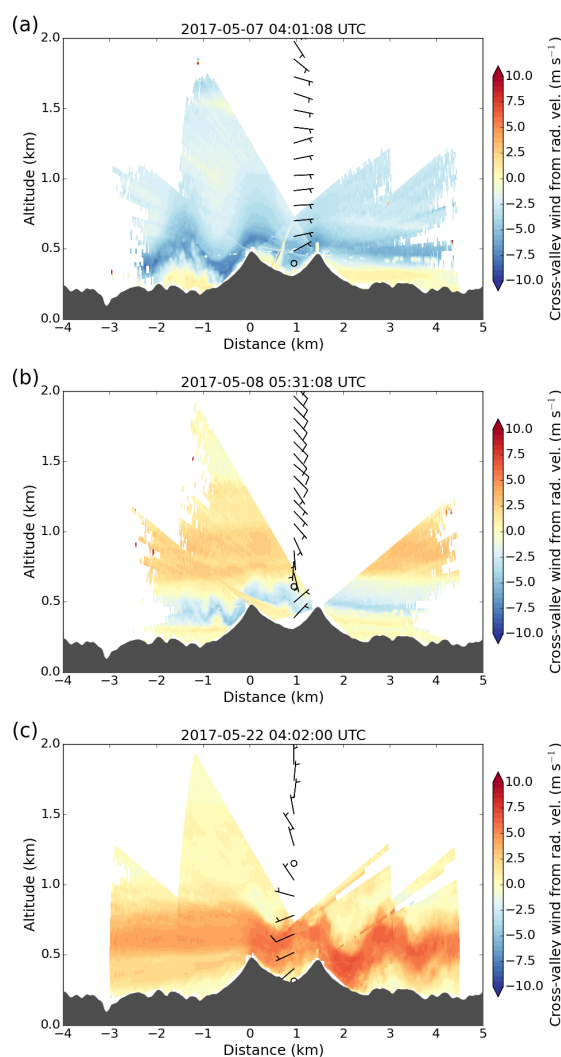 (a)
2017-05-07 04:01:08 UTC
2.0
1.5
1.0
0.5
0.0
Altitude (km)
−4 −3 −2 −1 0 1 2 3 4 5
Distance (km)
10.0
7.5
5.0
2.5
0.0
−2.5
−5.0
−7.5
−10.0
Cross-valley wind from rad. vel. (m s⁻¹)
(b)
2017-05-08 05:31:08 UTC
2.0
1.5
1.0
0.5
0.0
Altitude (km)
−4 −3 −2 −1 0 1 2 3 4 5
Distance (km)
10.0
7.5
5.0
2.5
0.0
−2.5
−5.0
−7.5
−10.0
Cross-valley wind from rad. vel. (m s⁻¹)
(c)
2017-05-22 04:02:00 UTC
2.0
1.5
1.0
0.5
0.0
Altitude (km)
−4 −3 −2 −1 0 1 2 3 4 5
Distance (km)
10.0
7.5
5.0
2.5
0.0
−2.5
−5.0
−7.5
−10.0
Cross-valley wind from rad. vel. (m s⁻¹)